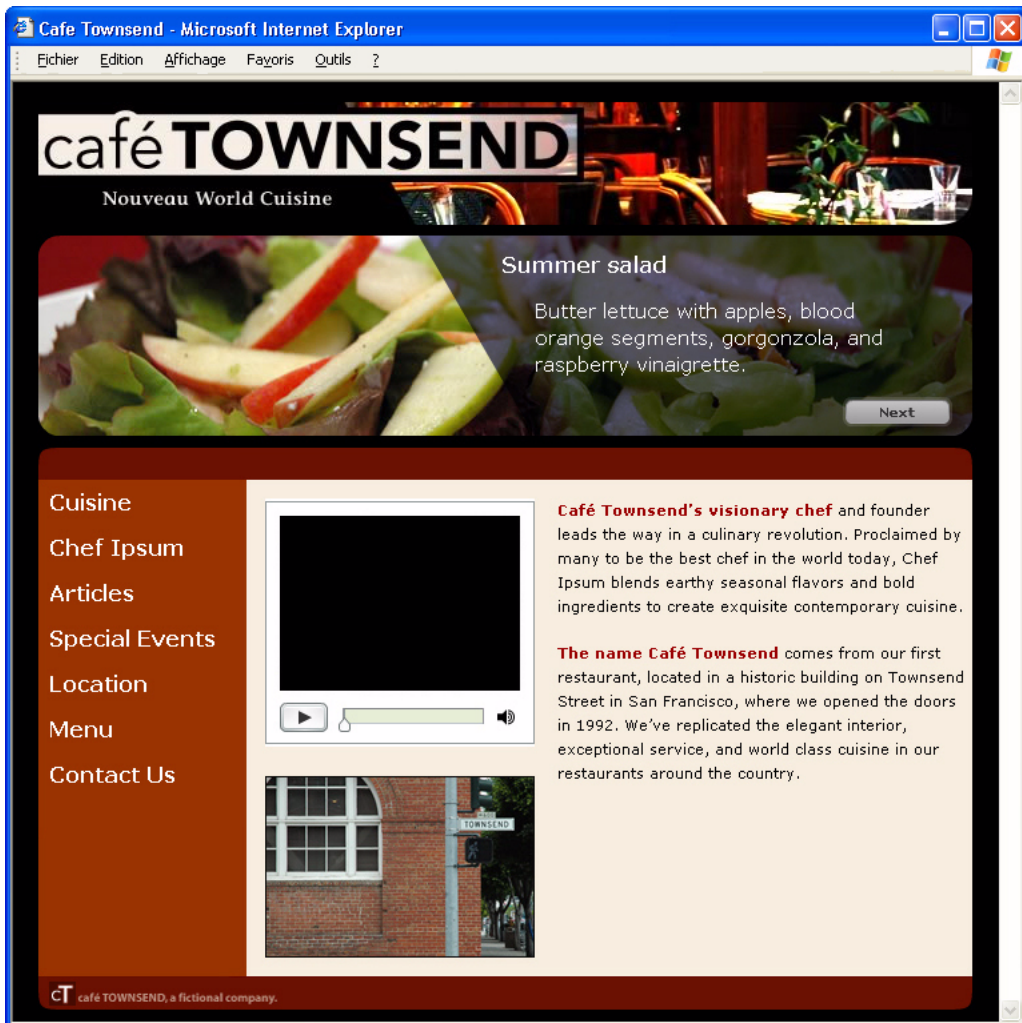 Cafe Townsend - Microsoft Internet Explorer
Fichier Edition Affichage Favoris Outils ?
café TOWNSEND
Nouveau World Cuisine
Summer salad
Butter lettuce with apples, blood
orange segments, gorgonzola, and
raspberry vinaigrette.
Next
Cuisine
Chef Ipsum
Articles
Special Events
Location
Menu
Contact Us
Café Townsend's visionary chef and founder
leads the way in a culinary revolution. Proclaimed by
many to be the best chef in the world today, Chef
Ipsum blends earthy seasonal flavors and bold
ingredients to create exquisite contemporary cuisine.
The name Café Townsend comes from our first
restaurant, located in a historic building on Townsend
Street in San Francisco, where we opened the doors
in 1992. We've replicated the elegant interior,
exceptional service, and world class cuisine in our
restaurants around the country.
TOWNSEND
cT café TOWNSEND, a fictional company.